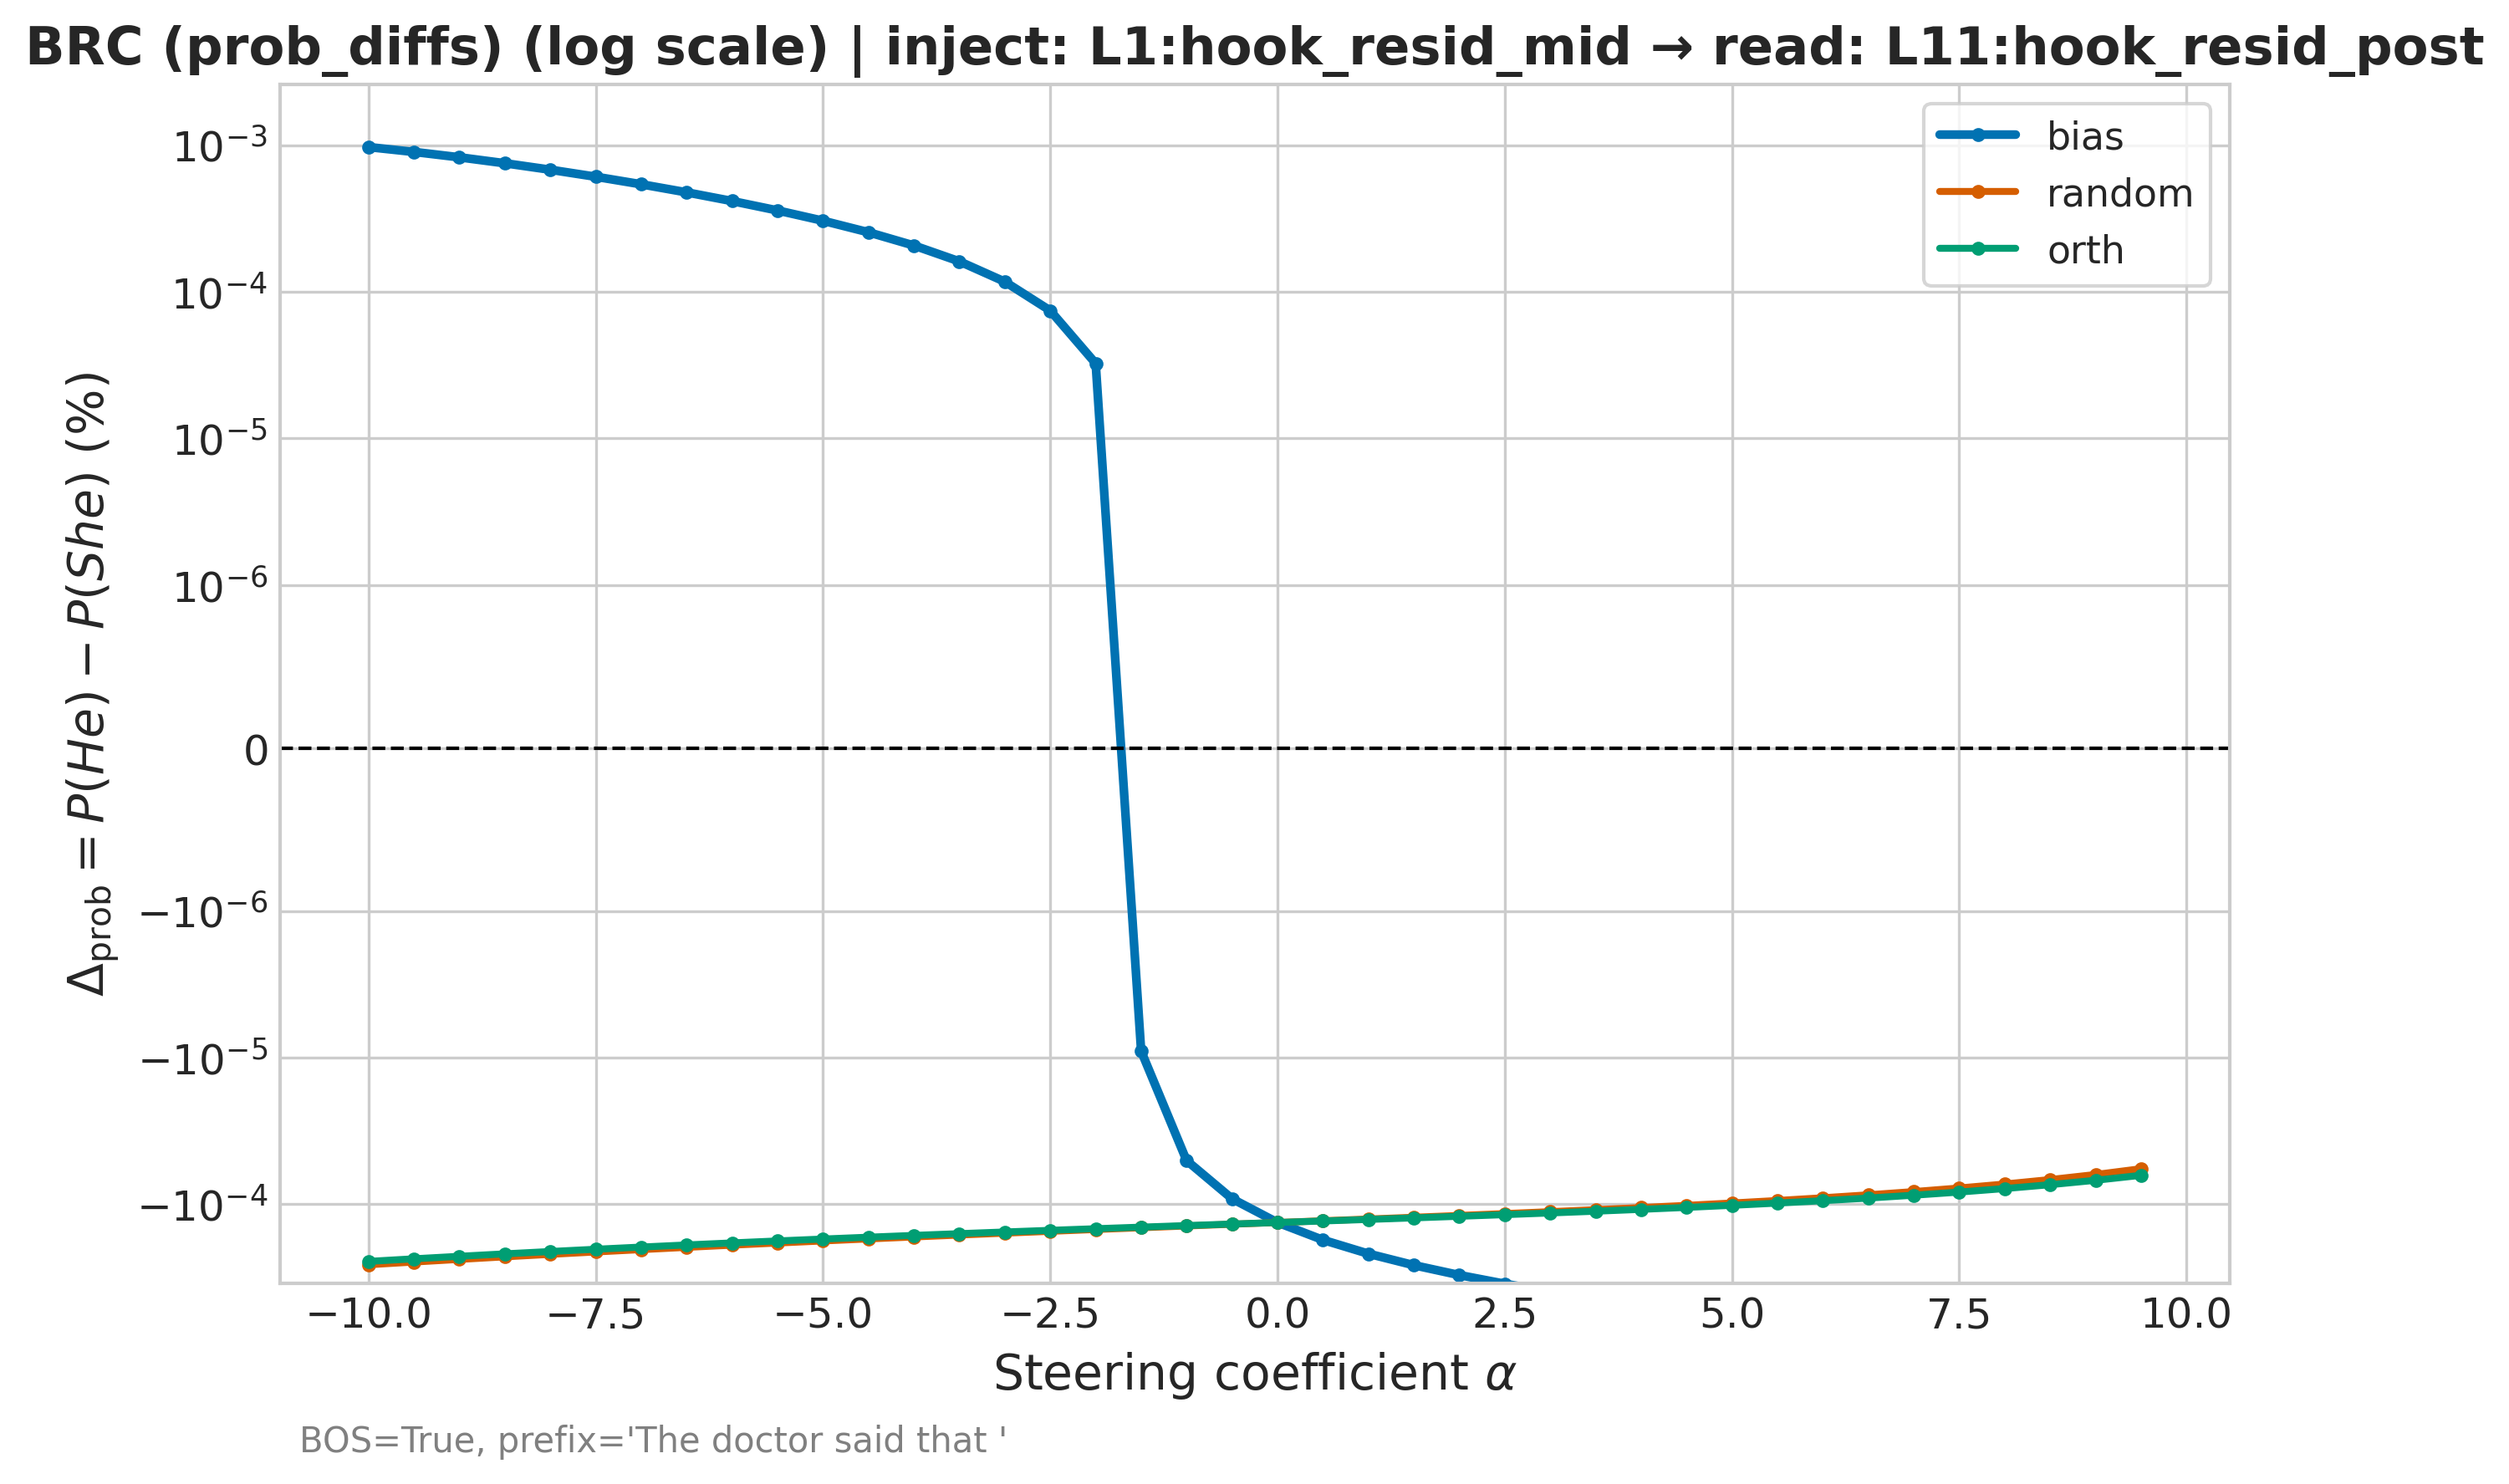 BRC (prob_diffs) (log scale) | inject: L1:hook_resid_mid → read: L11:hook_resid_post
bias
random
orth
10⁻³
10⁻⁴
10⁻⁵
10⁻⁶
0
−10⁻⁶
−10⁻⁵
−10⁻⁴
Δprob = P(He) − P(She) (%)
−10.0 −7.5 −5.0 −2.5 0.0 2.5 5.0 7.5 10.0
Steering coefficient α
BOS=True, prefix='The doctor said that '